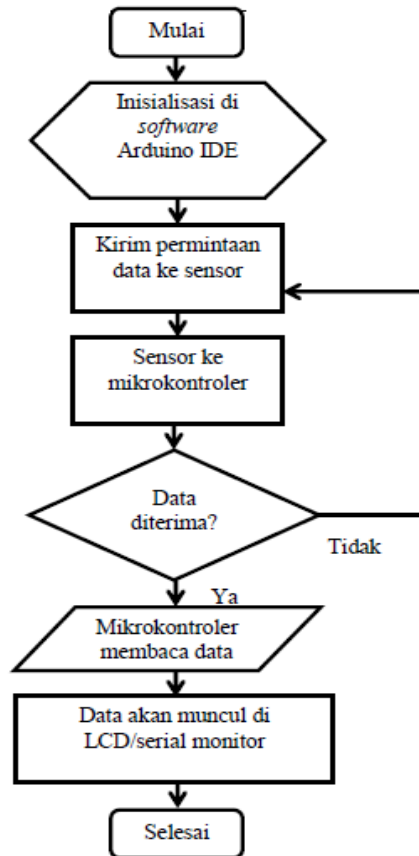 Mulai
Inisialisasi di
software
Arduino IDE
Kirim permintaan
data ke sensor
Sensor ke
mikrokontroler
Data
diterima?
Tidak
Ya
Mikrokontroler
membaca data
Data akan muncul di
LCD/serial monitor
Selesai